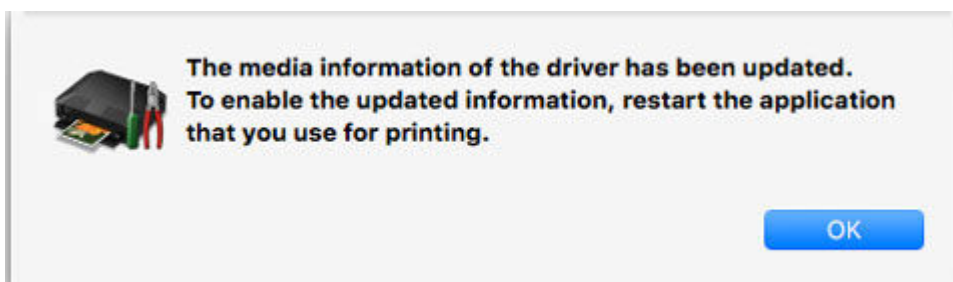 The media information of the driver has been updated.
To enable the updated information, restart the application
that you use for printing.
OK